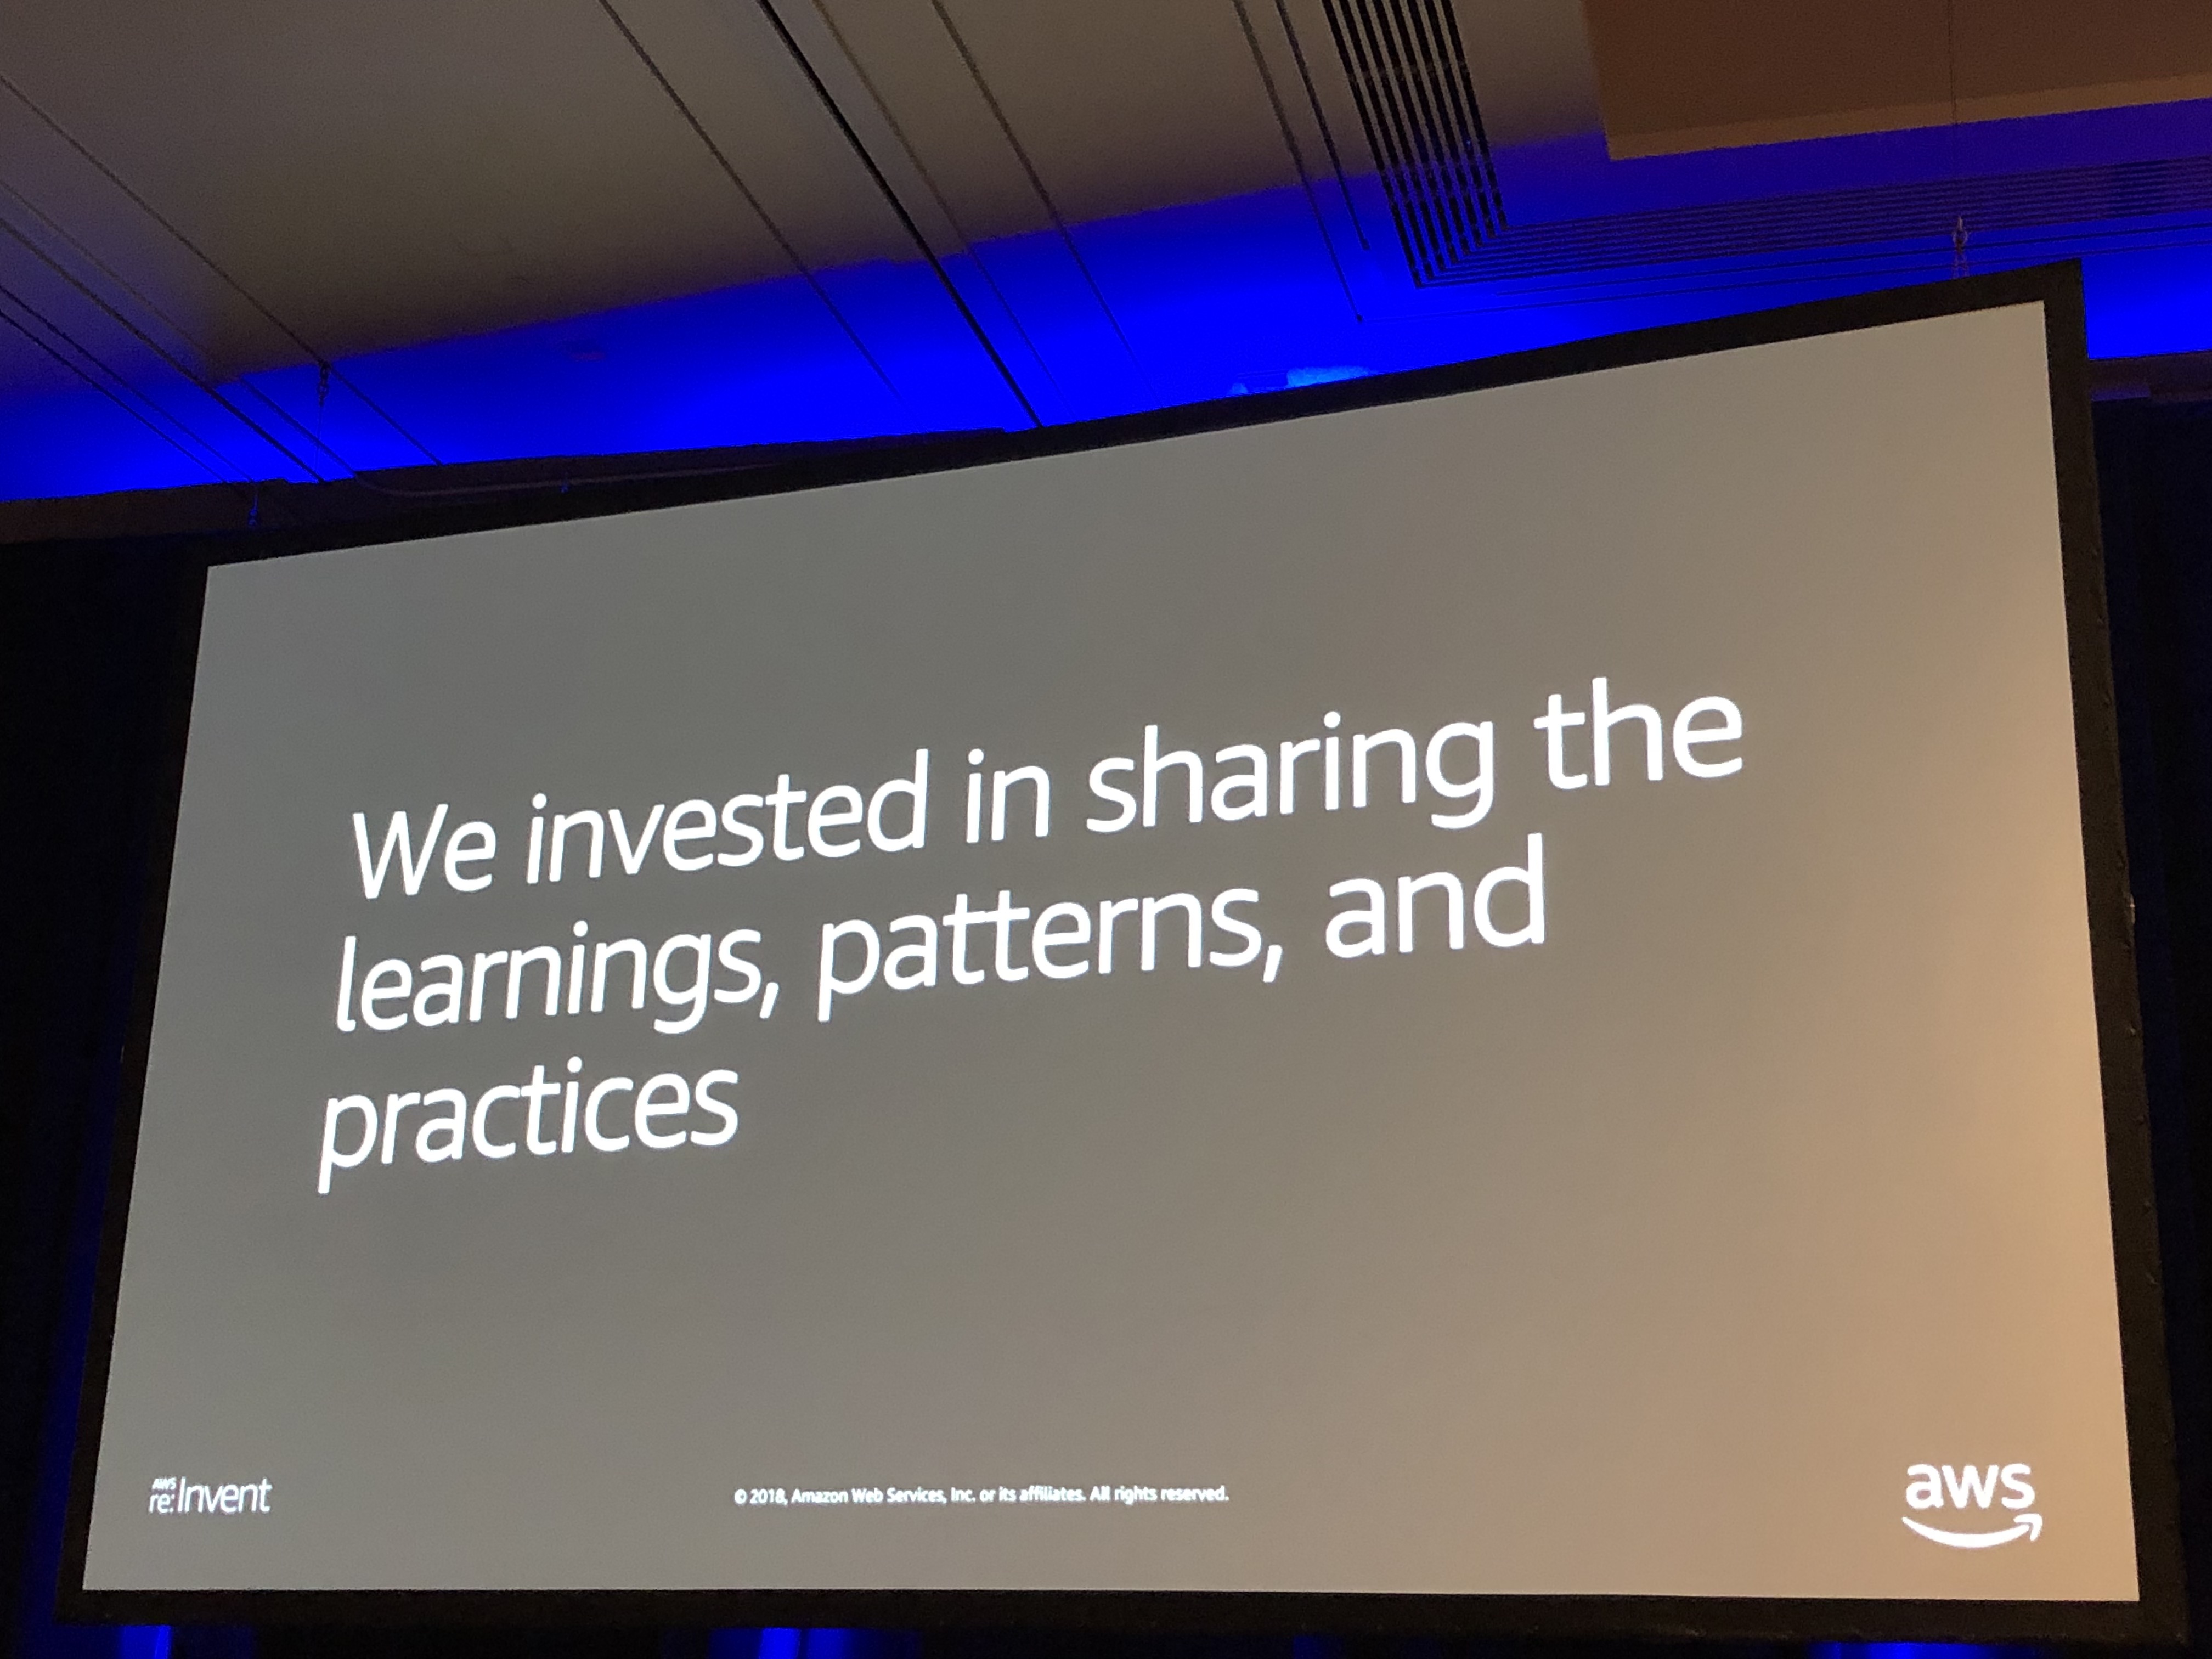 We invested in sharing the
learnings, patterns, and
practices
AWS
re:Invent
© 2018, Amazon Web Services, Inc. or its affiliates. All rights reserved.
aws